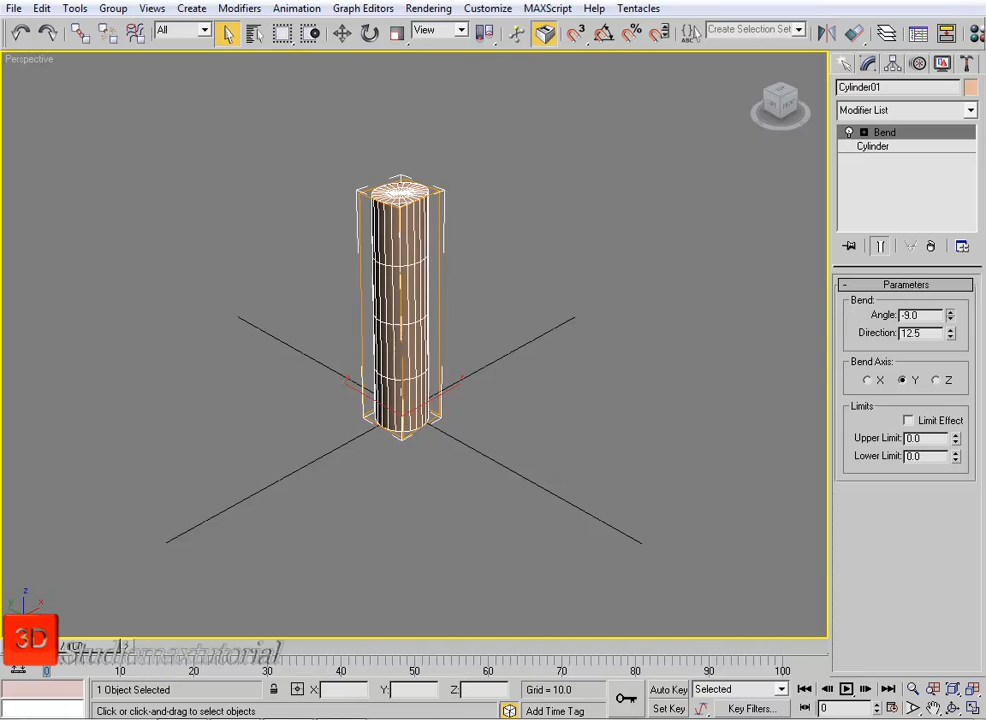 File Edit Tools Group Views Create Modifiers Animation Graph Editors Rendering Customize MAXScript Help Tentacles
All View 3 Create Selection Set
Perspective
Cylinder01
Modifier List
Bend
Cylinder
- Parameters
Bend:
Angle: -9.0
Direction: 12.5
Bend Axis:
X Y Z
Limits
Limit Effect
Upper Limit: 0.0
Lower Limit: 0.0
z
y x
3D Studiomaxtutorial
10 20 30 40 50 60 70 80 90 100
1 Object Selected X: Y: Z: Grid = 10.0 Auto Key Selected
Click or click-and-drag to select objects Add Time Tag Set Key Key Filters... 0